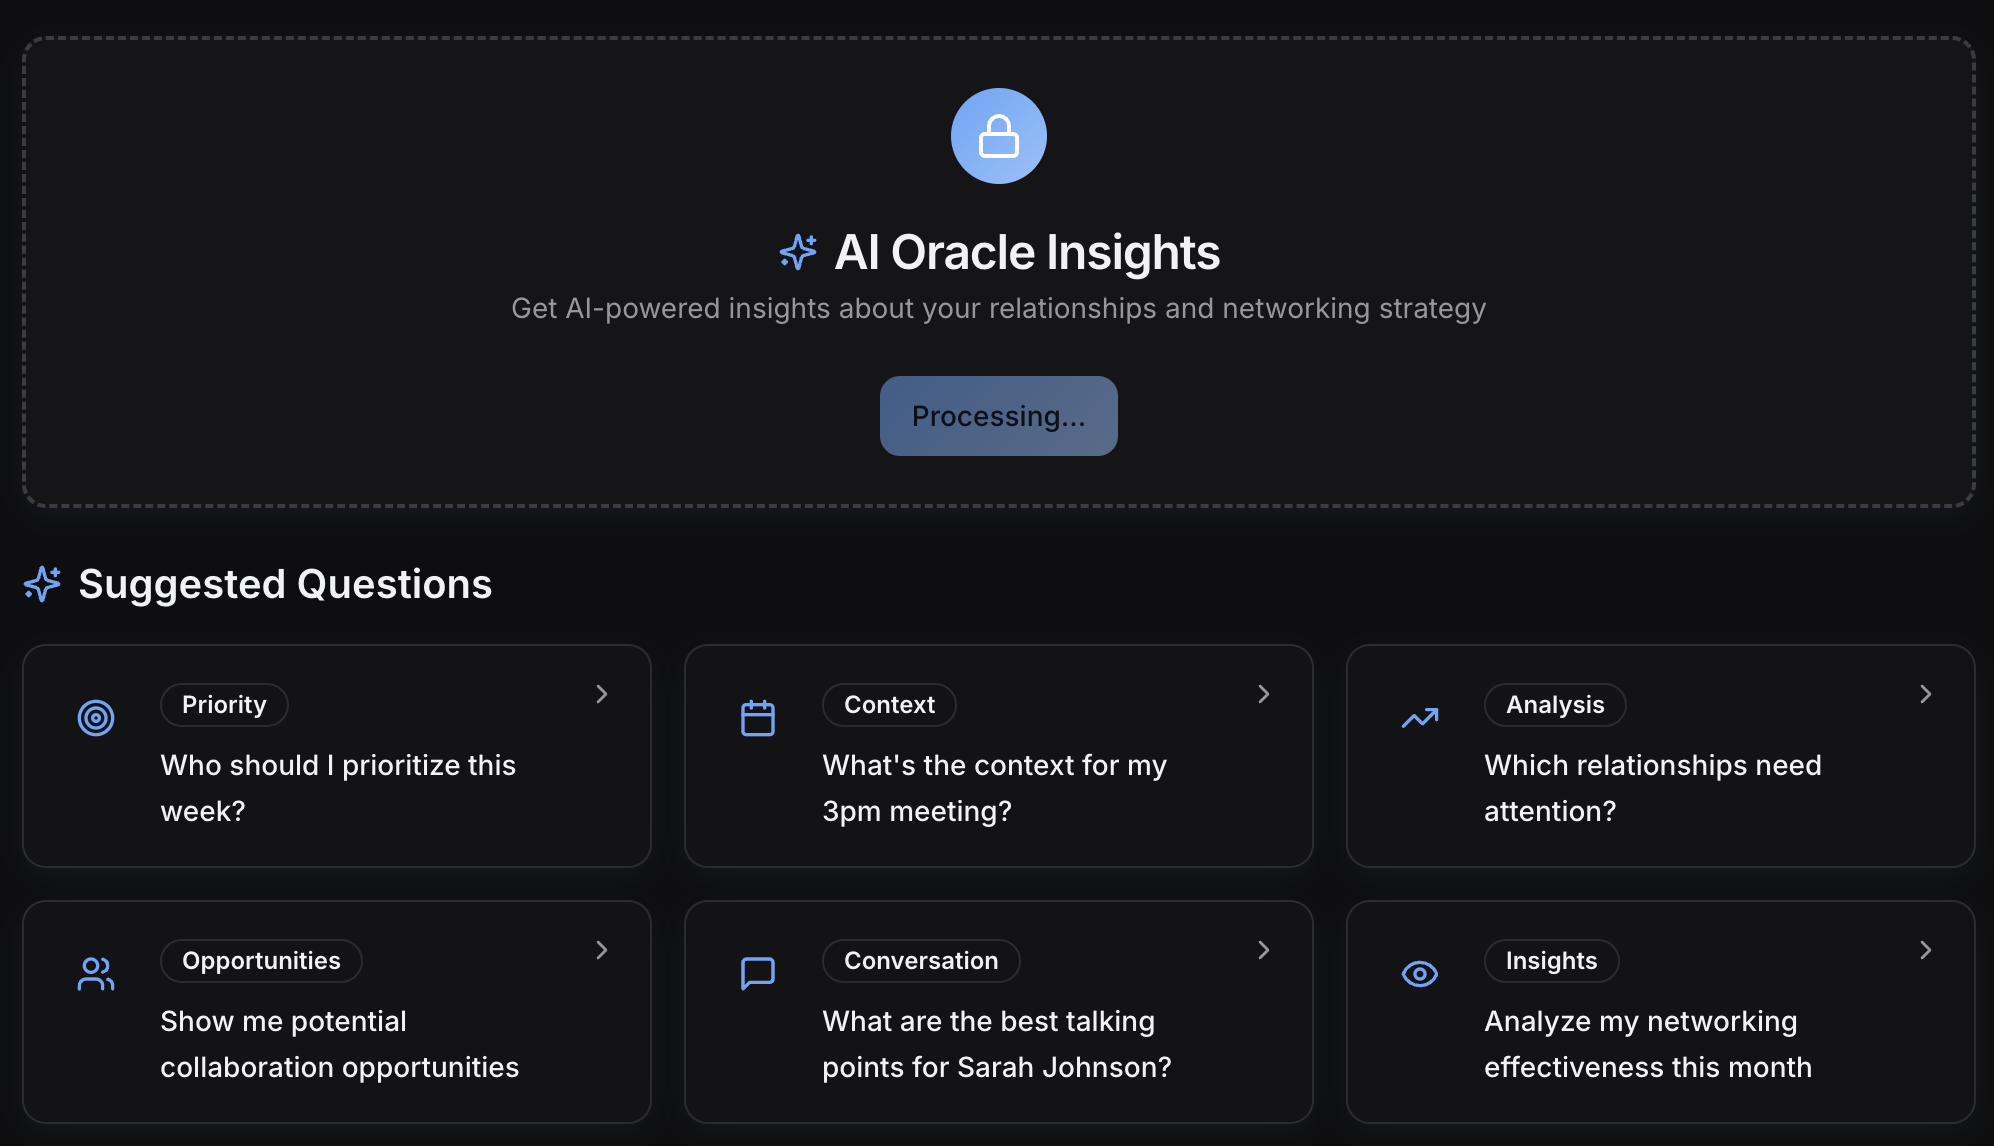 AI Oracle Insights
Get AI-powered insights about your relationships and networking strategy
Processing...
Suggested Questions
Priority
Who should I prioritize this
week?
Context
What's the context for my
3pm meeting?
Analysis
Which relationships need
attention?
Opportunities
Show me potential
collaboration opportunities
Conversation
What are the best talking
points for Sarah Johnson?
Insights
Analyze my networking
effectiveness this month